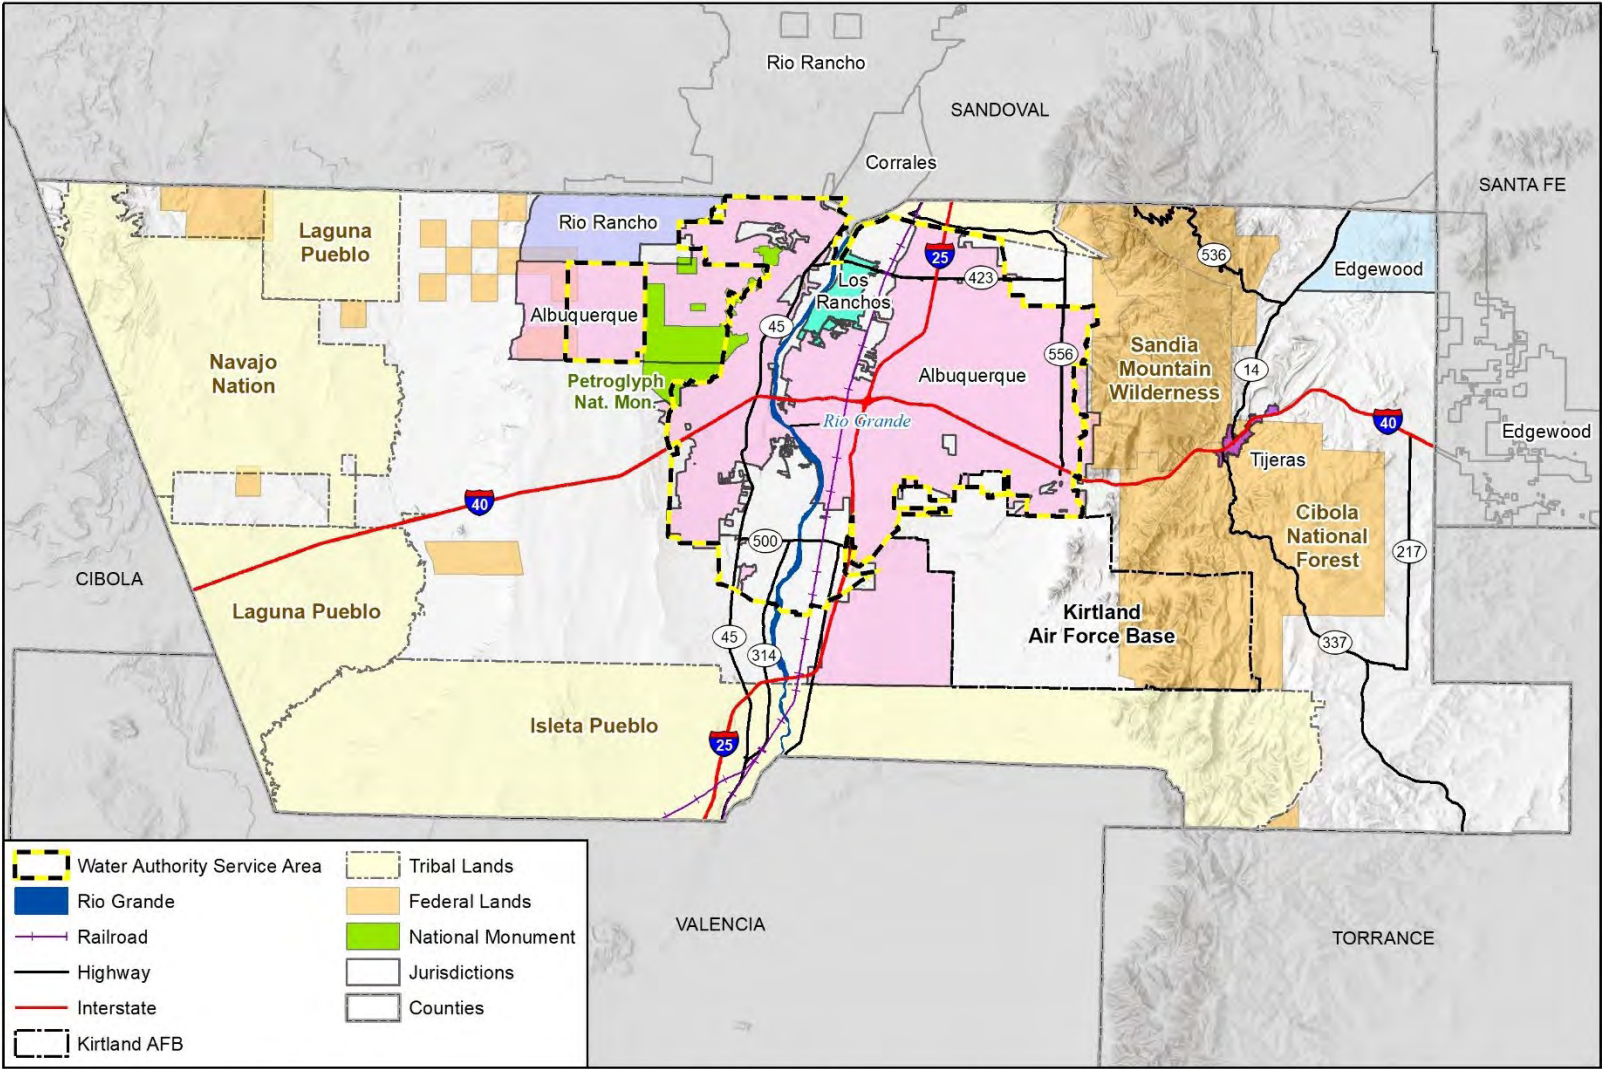 Rio Rancho
SANDOVAL
Corrales
SANTA FE
Laguna
Pueblo
Rio Rancho
536
25
423
Edgewood
Los
Ranchos
Albuquerque
45
Sandia
Mountain
Wilderness
556
Navajo
Nation
Petroglyph
Nat. Mon.
Albuquerque
14
Rio Grande
40
Edgewood
Tijeras
40
Cibola
National
Forest
500
217
CIBOLA
Laguna Pueblo
Kirtland
Air Force Base
45
314
337
Isleta Pueblo
25
Water Authority Service Area
Rio Grande
Railroad
Highway
Interstate
Kirtland AFB
Tribal Lands
Federal Lands
National Monument
Jurisdictions
Counties
VALENCIA
TORRANCE